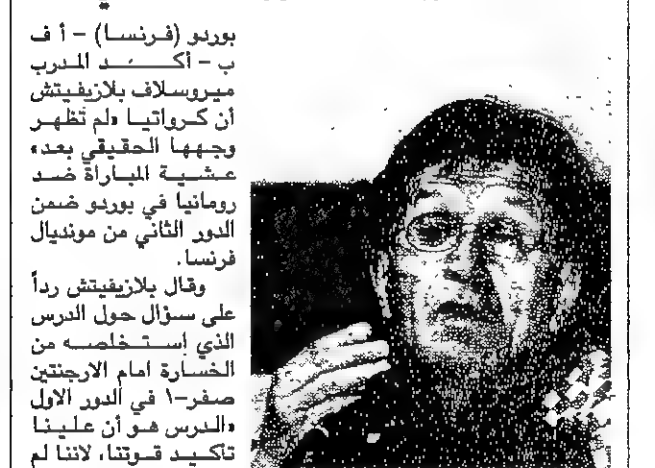 بوردو (فرنسا) - أ ف
ب - أكد المدرب
ميروسلاف بلازيفيتش
أن كرواتيا «لم تظهر
وجهها الحقيقي بعد»
عشية المباراة ضد
رومانيا في بوردو ضمن
الدور الثاني من مونديال
فرنسا.
وقال بلازيفيتش رداً
على سؤال حول الدرس
الذي إستخلصه من
الخسارة امام الارجنتين
صفر-١ في الدور الاول
«الدرس هو أن علينا
تاكيد قوتنا، لاننا لم